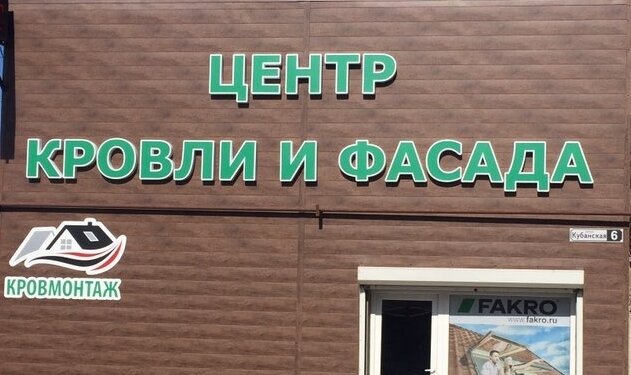 ЦЕНТР
КРОВЛИ И ФАСАДА
КРОВМОНТАЖ
Кубанская 6
FAKRO
www.fakro.ru